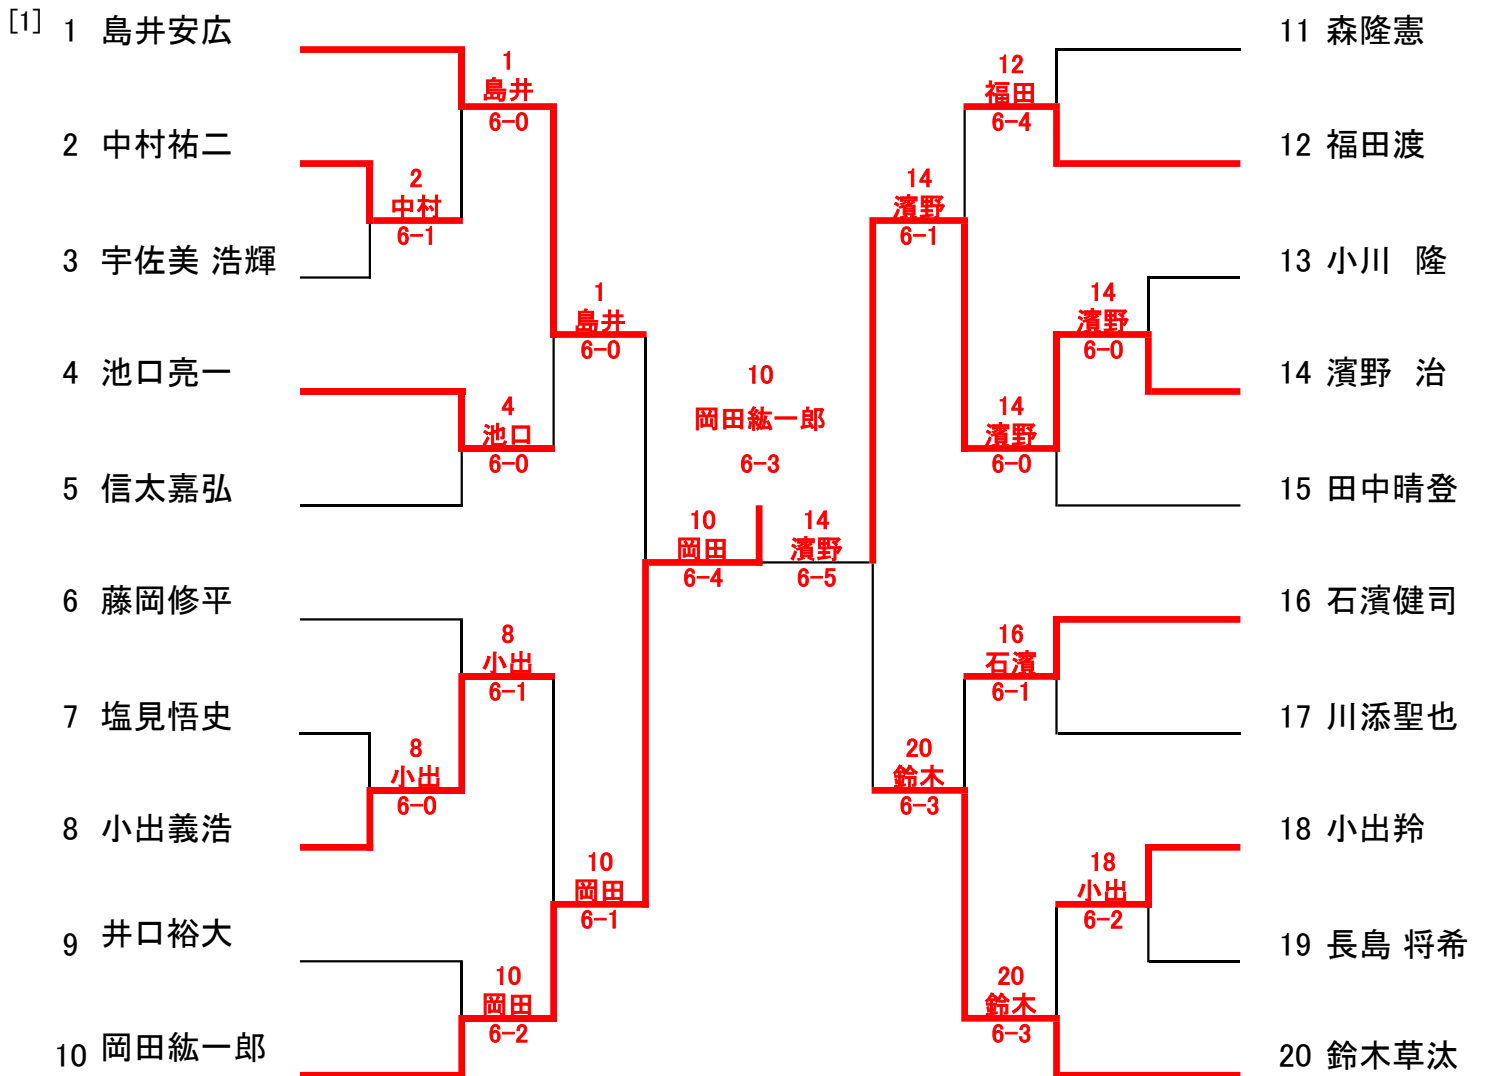 [1]
1 島井安広
2 中村祐二
3 宇佐美 浩輝
4 池口亮一
5 信太嘉弘
6 藤岡修平
7 塩見悟史
8 小出義浩
9 井口裕大
10 岡田紘一郎
2
中村
6-1
8
小出
6-0
1
島井
6-0
4
池口
6-0
8
小出
6-1
10
岡田
6-2
1
島井
6-0
10
岡田
6-1
10
岡田
6-4
10
岡田紘一郎
6-3
14
濱野
6-5
14
濱野
6-1
20
鈴木
6-3
12
福田
6-4
14
濱野
6-0
16
石濱
6-1
20
鈴木
6-3
14
濱野
6-0
18
小出
6-2
11 森隆憲
12 福田渡
13 小川 隆
14 濱野 治
15 田中晴登
16 石濱健司
17 川添聖也
18 小出羚
19 長島 将希
20 鈴木草汰